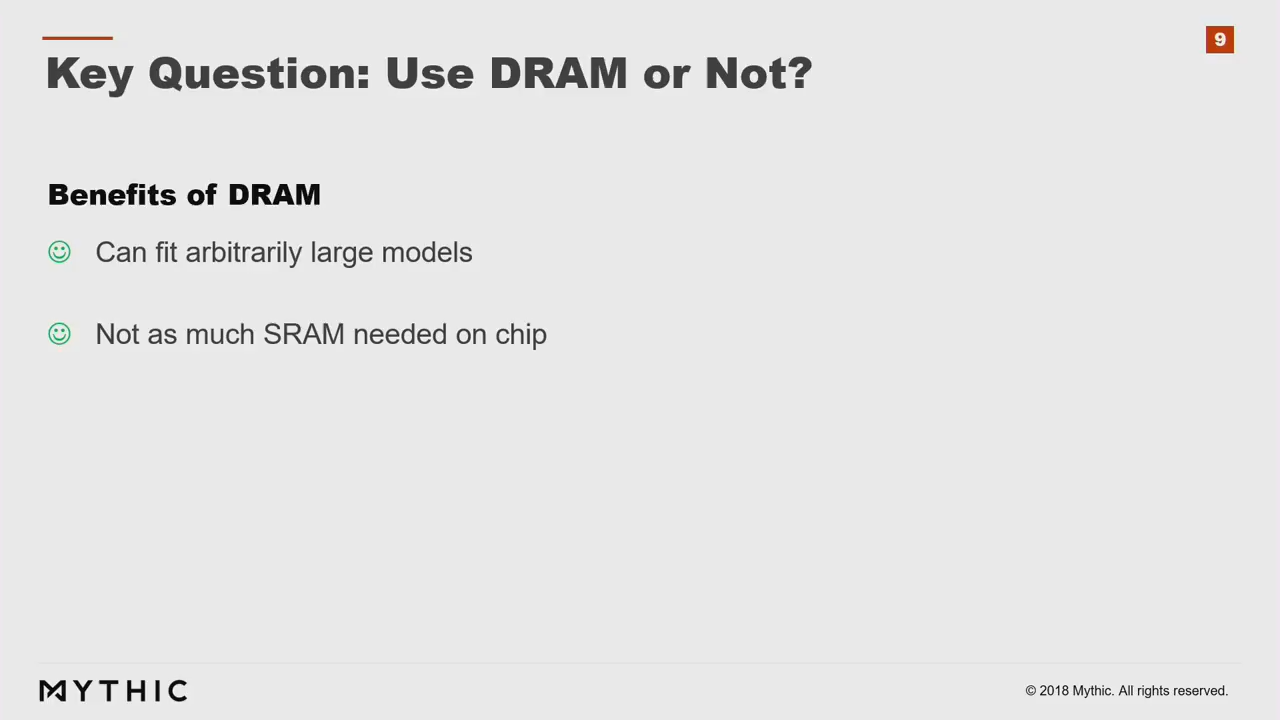 9
Key Question: Use DRAM or Not?
Benefits of DRAM
Can fit arbitrarily large models
Not as much SRAM needed on chip
MYTHIC
© 2018 Mythic. All rights reserved.